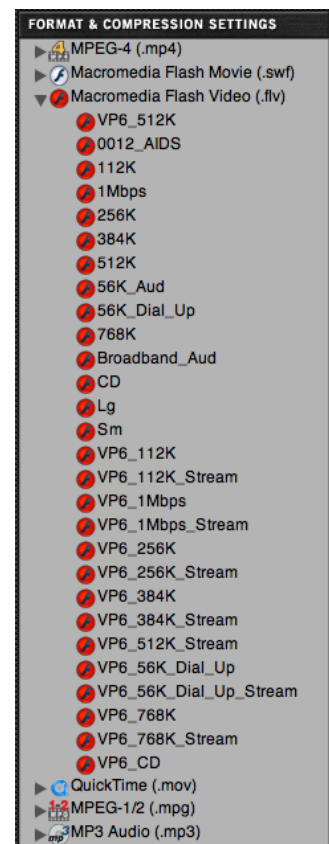 FORMAT & COMPRESSION SETTINGS
MPEG-4 (.mp4)
Macromedia Flash Movie (.swf)
Macromedia Flash Video (.flv)
VP6_512K
0012_AIDS
112K
1Mbps
256K
384K
512K
56K_Aud
56K_Dial_Up
768K
Broadband_Aud
CD
Lg
Sm
VP6_112K
VP6_112K_Stream
VP6_1Mbps
VP6_1Mbps_Stream
VP6_256K
VP6_256K_Stream
VP6_384K
VP6_384K_Stream
VP6_512K_Stream
VP6_56K_Dial_Up
VP6_56K_Dial_Up_Stream
VP6_768K
VP6_768K_Stream
VP6_CD
QuickTime (.mov)
MPEG-1/2 (.mpg)
MP3 Audio (.mp3)